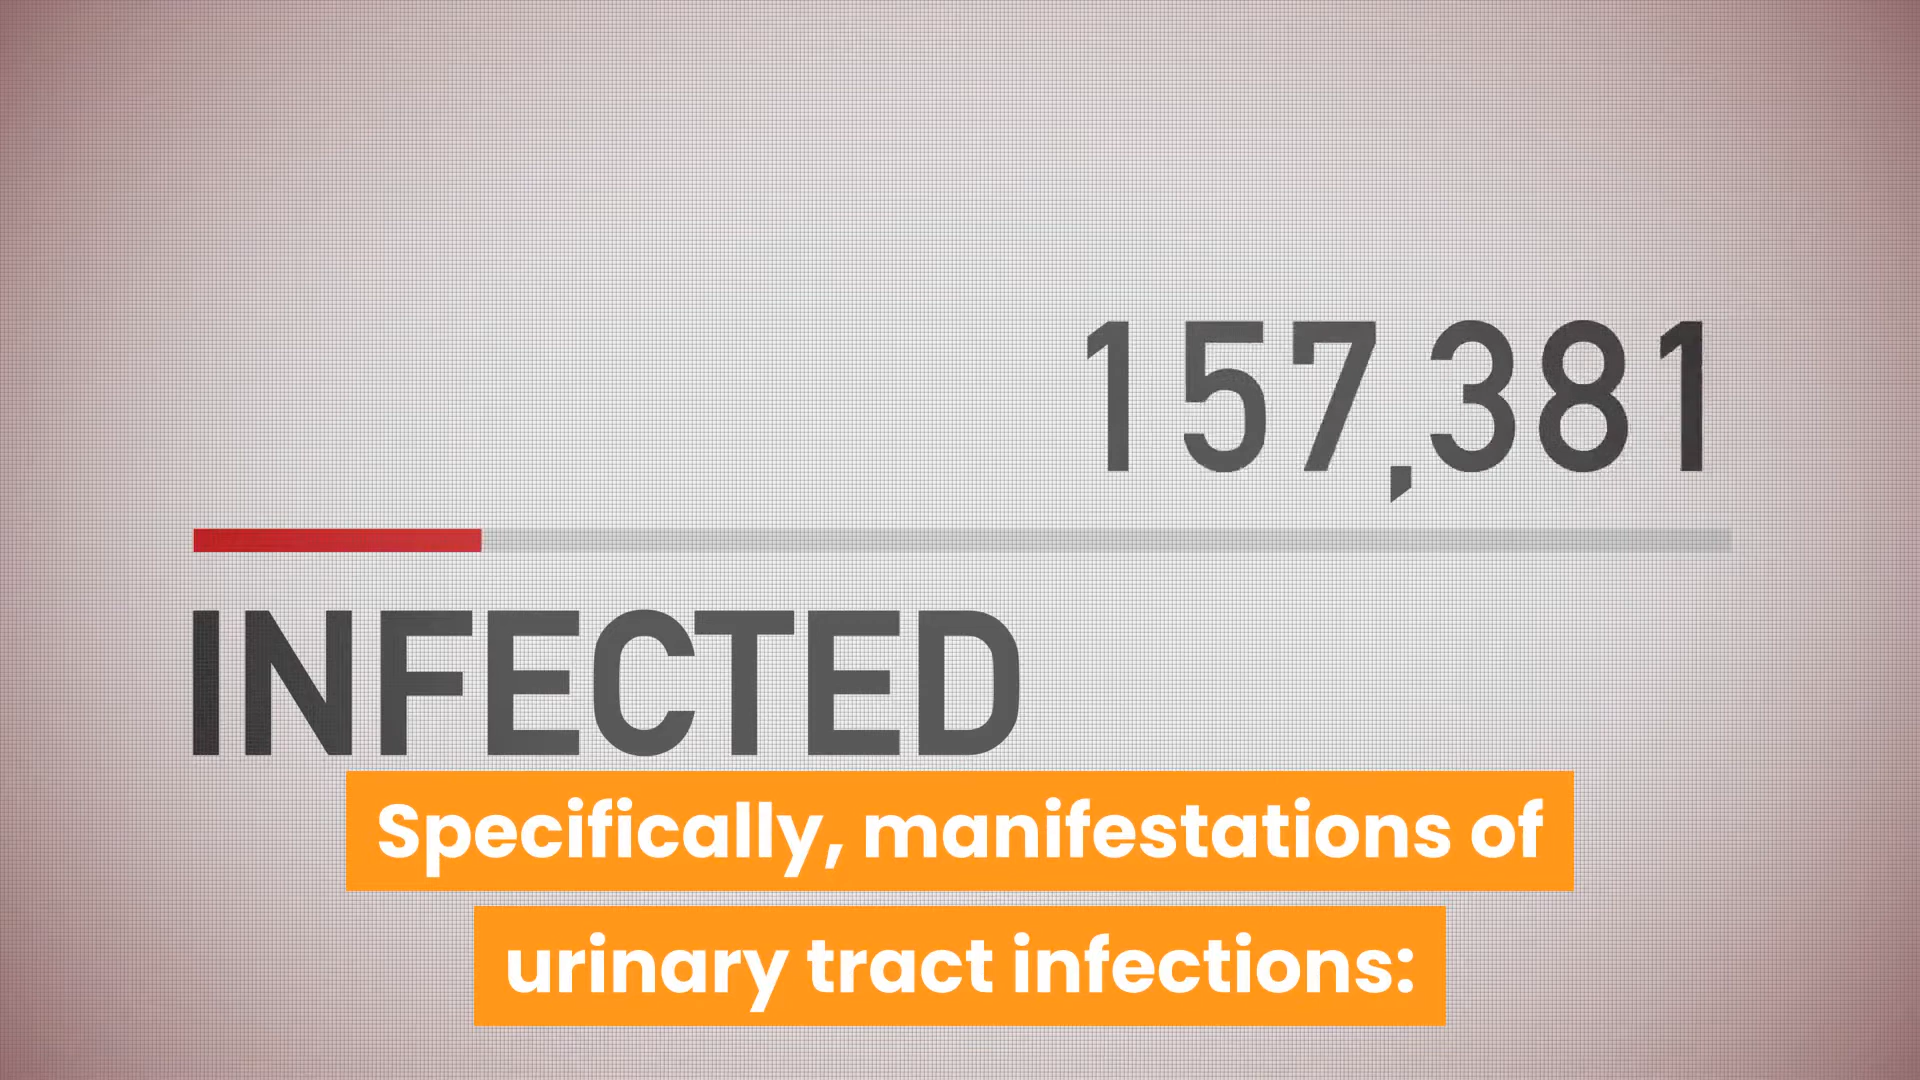 157,381
INFECTED
Specifically, manifestations of
urinary tract infections: